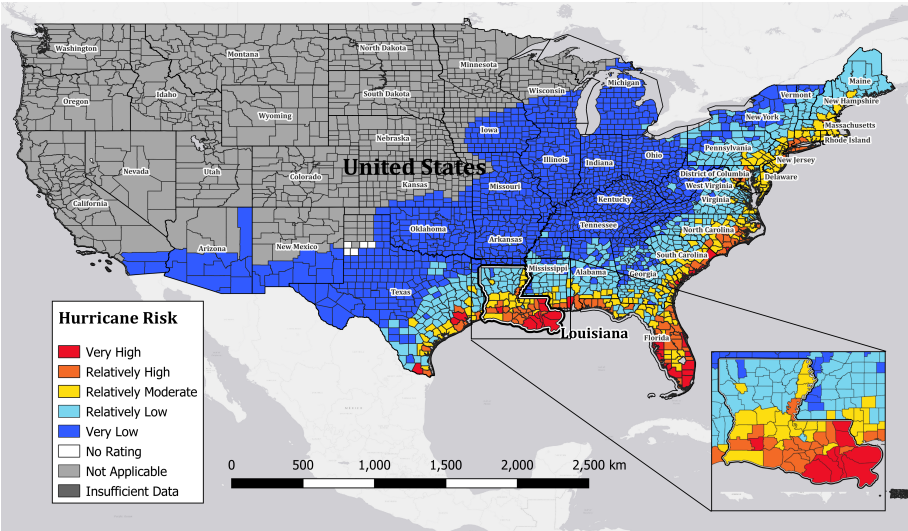 Washington
Montana
North Dakota
Minnesota
Michigan
Maine
Vermont
New Hampshire
Oregon
Idaho
South Dakota
Wisconsin
New York
Massachusetts
Wyoming
Rhode Island
Nebraska
Iowa
Pennsylvania
Ohio
New Jersey
Nevada
Utah
United States
Illinois
Indiana
District of Columbia
Delaware
Colorado
Kansas
Missouri
West Virginia
California
Kentucky
Virginia
Oklahoma
Tennessee
North Carolina
Arizona
New Mexico
Arkansas
South Carolina
Mississippi
Alabama
Georgia
Texas
Louisiana
Florida
Hurricane Risk
Very High
Relatively High
Relatively Moderate
Relatively Low
Very Low
No Rating
Not Applicable
Insufficient Data
0 500 1,000 1,500 2,000 2,500 km